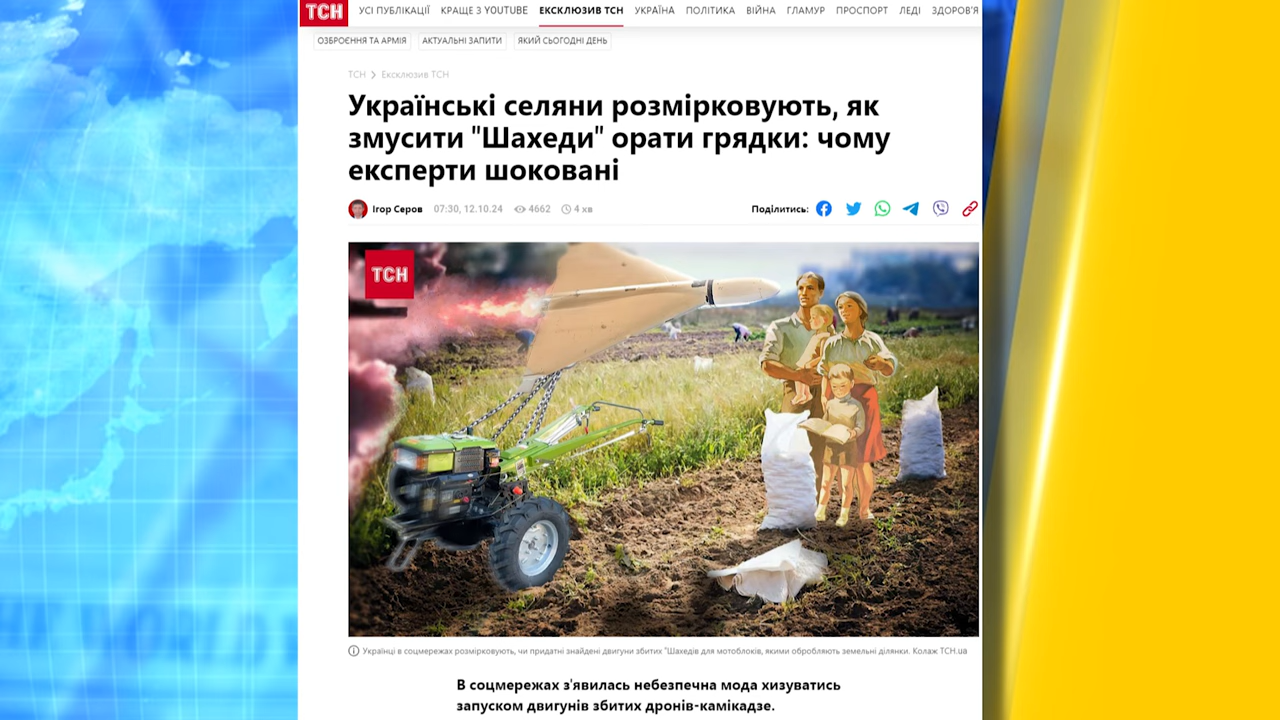 ТСН
УСІ ПУБЛІКАЦІЇ КРАЩЕ З YOUTUBE ЕКСКЛЮЗИВ ТСН УКРАЇНА ПОЛІТИКА ВІЙНА ГЛАМУР ПРОСПОРТ ЛЕДІ ЗДОРОВ'Я
ОЗБРОЄННЯ ТА АРМІЯ АКТУАЛЬНІ ЗАПИТИ ЯКИЙ СЬОГОДНІ ДЕНЬ
ТСН > Ексклюзив ТСН
Українські селяни розмірковують, як
змусити "Шахеди" орати грядки: чому
експерти шоковані
Ігор Серов 07:30, 12.10.24 4662 4 хв Поділитись:
ТСН
Українці в соцмережах розмірковують, чи придатні знайдені двигуни збитих "Шахедів для мотоблоків, якими обробляють земельні ділянки. Колаж ТСН.ua
В соцмережах з'явилась небезпечна мода хизуватись
запуском двигунів збитих дронів-камікадзе.